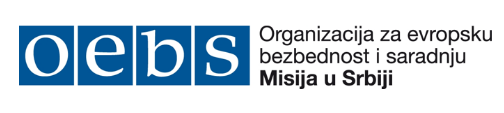 oebs
Organizacija za evropsku
bezbednost i saradnju
Misija u Srbiji